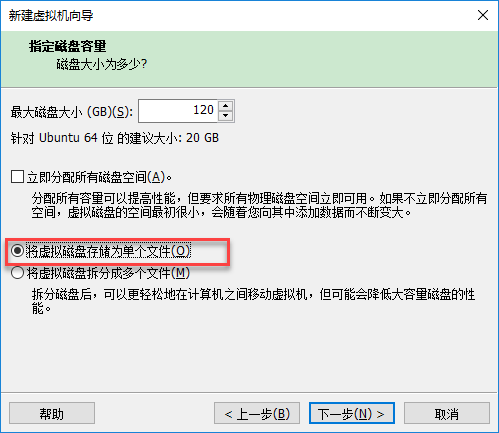 新建虚拟机向导
指定磁盘容量
磁盘大小为多少?
最大磁盘大小 (GB)(S): 120
针对 Ubuntu 64 位 的建议大小: 20 GB
立即分配所有磁盘空间(A)。
分配所有容量可以提高性能，但要求所有物理磁盘空间立即可用。如果不立即分配所有
空间，虚拟磁盘的空间最初很小，会随着您向其中添加数据而不断变大。
将虚拟磁盘存储为单个文件(O)
将虚拟磁盘拆分成多个文件(M)
拆分磁盘后，可以更轻松地在计算机之间移动虚拟机，但可能会降低大容量磁盘的性
能。
帮助 < 上一步(B) 下一步(N) > 取消